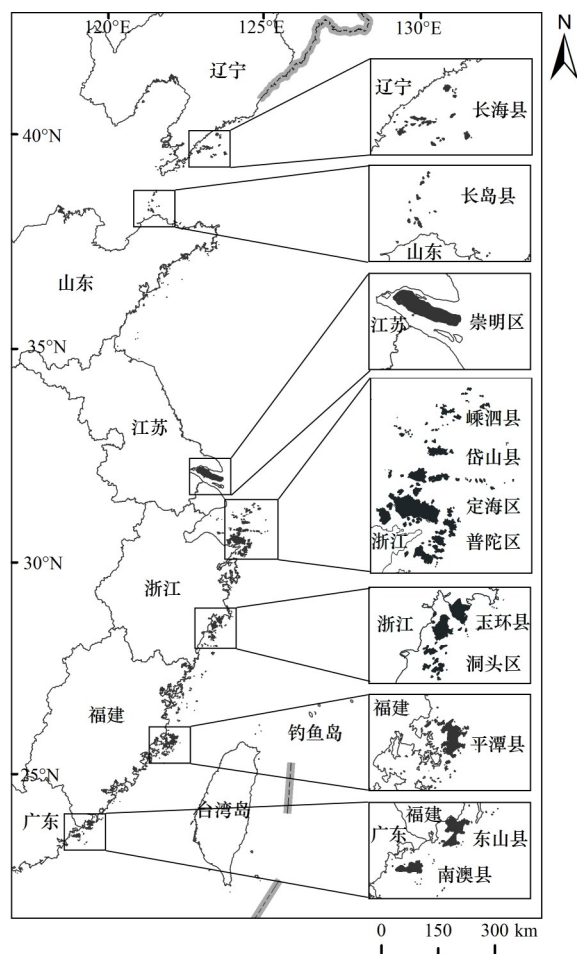 120°E 125°E 130°E
N
辽宁
辽宁
长海县
40°N
长岛县
山东
山东
35°N
江苏
崇明区
江苏
嵊泗县
岱山县
定海区
浙江
普陀区
30°N
浙江
浙江
玉环县
洞头区
福建
福建
钓鱼岛
平潭县
25°N
台湾岛
广东
福建
广东
东山县
南澳县
0 150 300 km